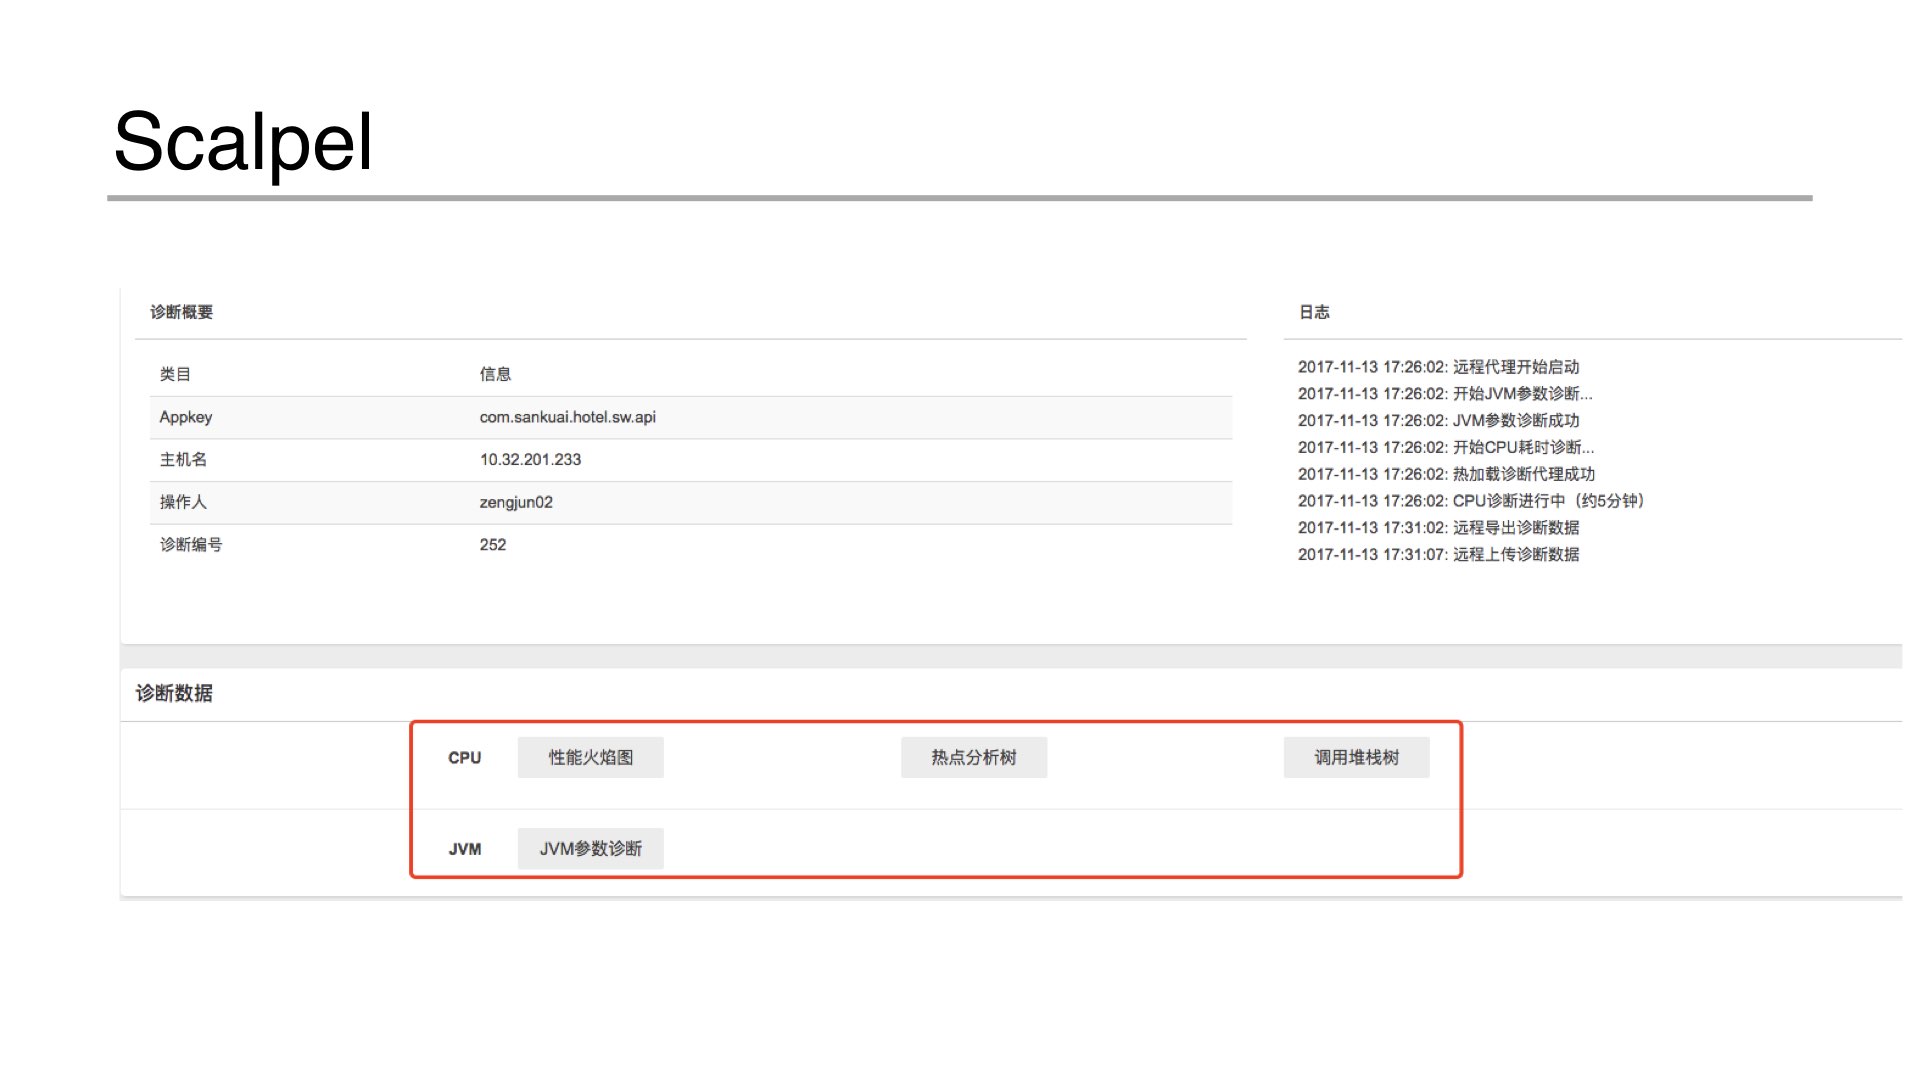 Scalpel
诊断概要
类目 信息
Appkey com.sankuai.hotel.sw.api
主机名 10.32.201.233
操作人 zengjun02
诊断编号 252
日志
2017-11-13 17:26:02: 远程代理开始启动
2017-11-13 17:26:02: 开始JVM参数诊断...
2017-11-13 17:26:02: JVM参数诊断成功
2017-11-13 17:26:02: 开始CPU耗时诊断...
2017-11-13 17:26:02: 热加载诊断代理成功
2017-11-13 17:26:02: CPU诊断进行中（约5分钟）
2017-11-13 17:31:02: 远程导出诊断数据
2017-11-13 17:31:07: 远程上传诊断数据
诊断数据
CPU 性能火焰图 热点分析树 调用堆栈树
JVM JVM参数诊断